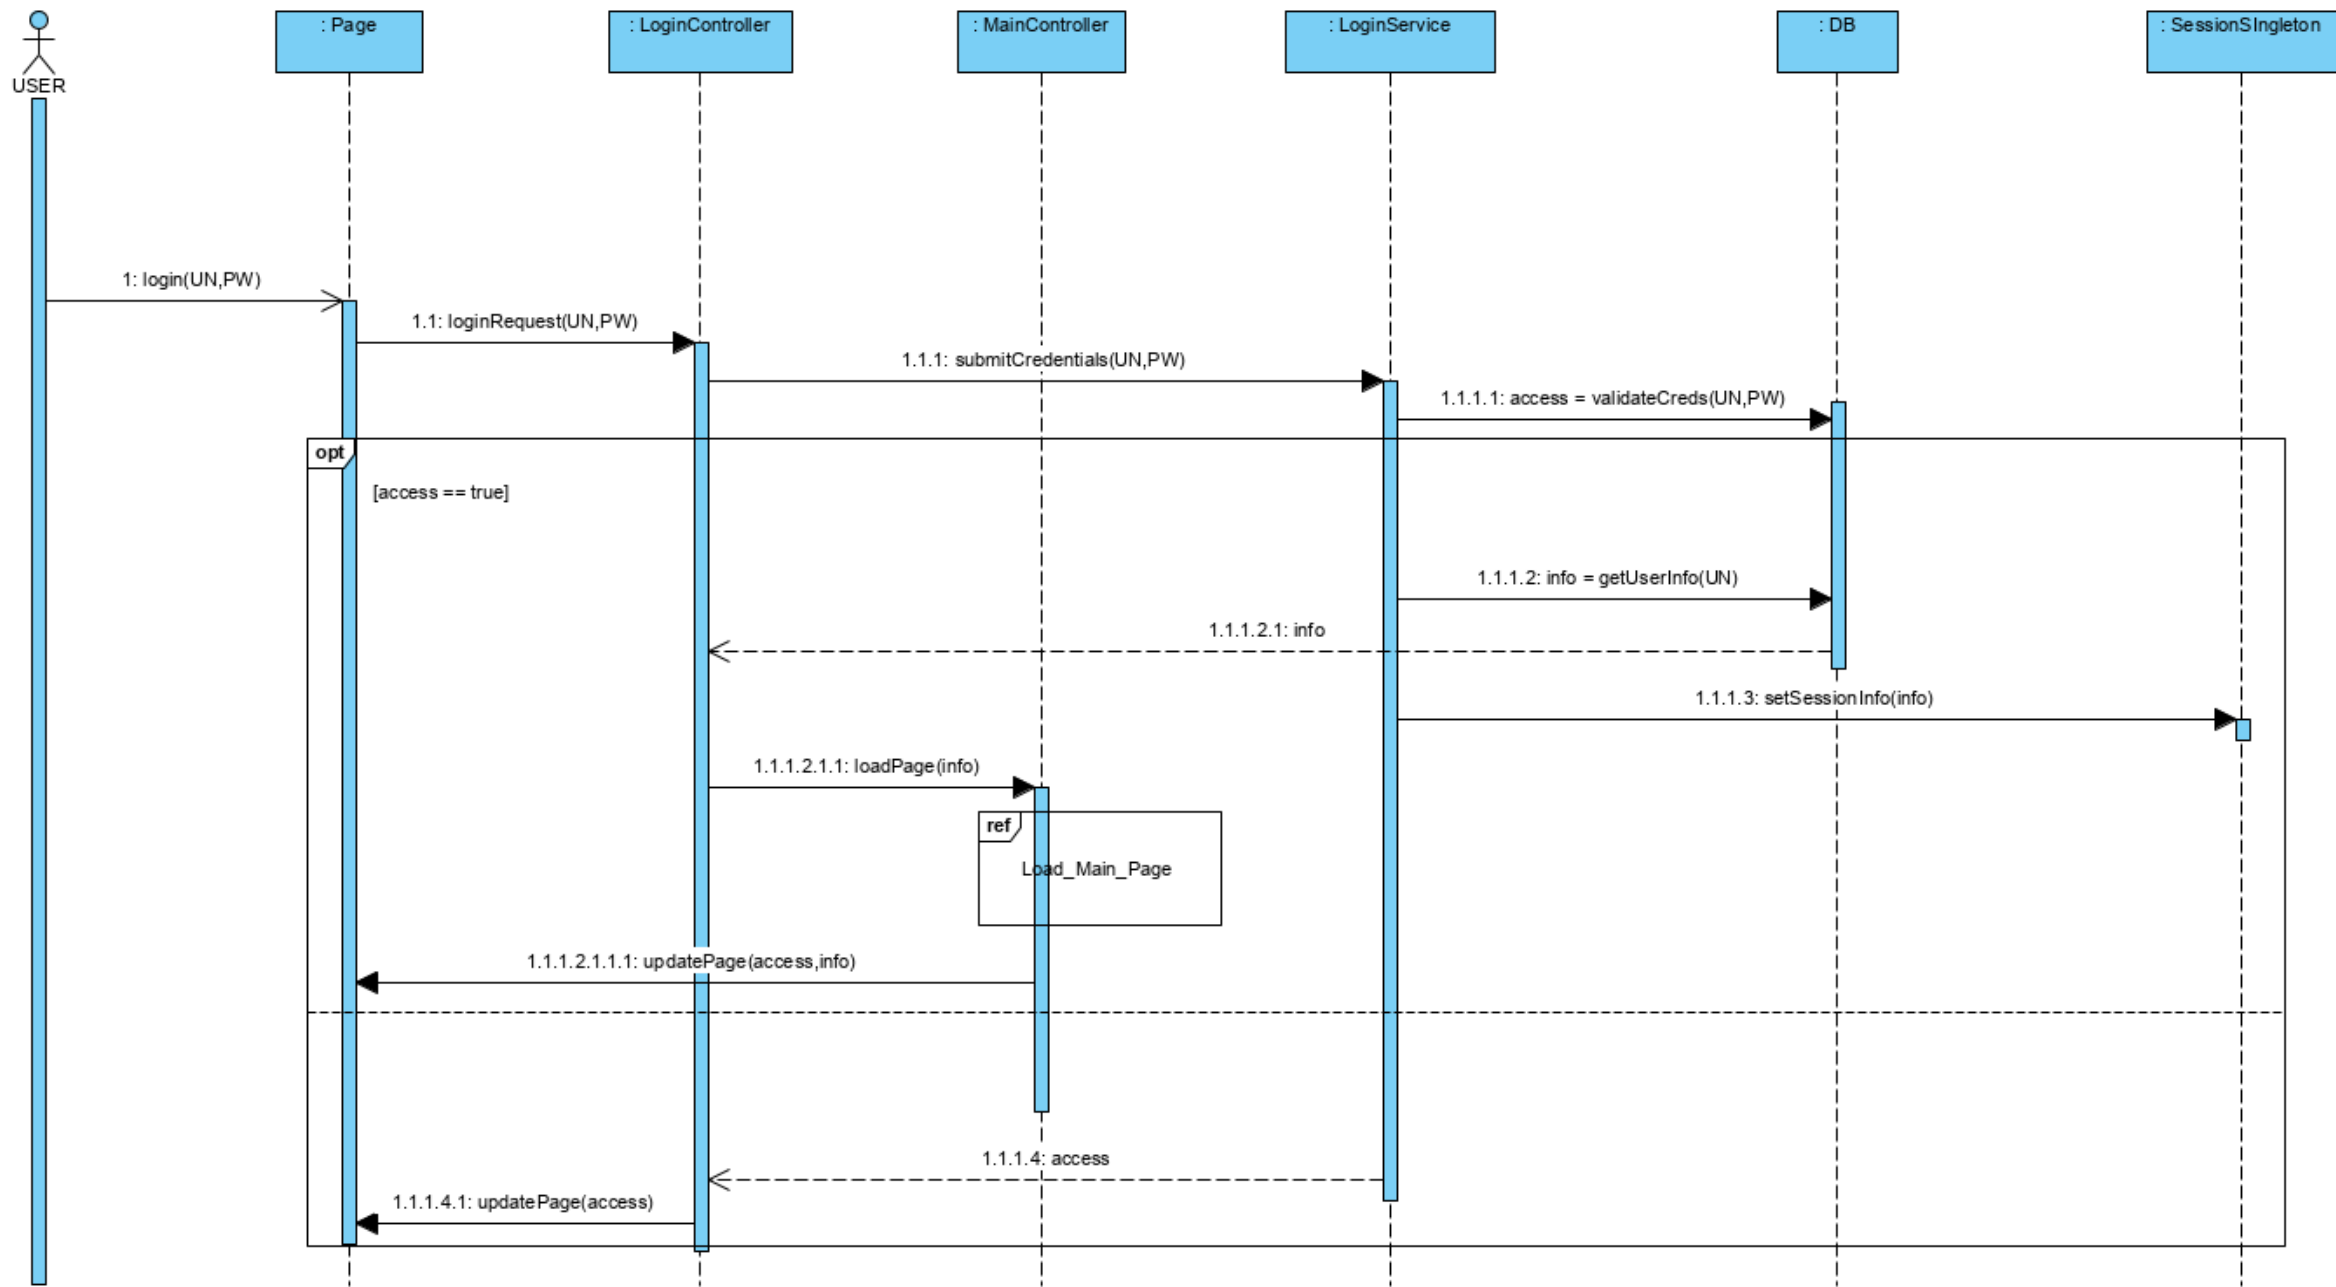 : Page
: LoginController
: MainController
: LoginService
: DB
: SessionSIngleton
USER
1: login(UN,PW)
1.1: loginRequest(UN,PW)
1.1.1: submitCredentials(UN,PW)
1.1.1.1: access = validateCreds(UN,PW)
opt
[access == true]
1.1.1.2: info = getUserInfo(UN)
1.1.1.2.1: info
1.1.1.3: setSessionInfo(info)
1.1.1.2.1.1: loadPage(info)
ref
Load_Main_Page
1.1.1.2.1.1.1: updatePage(access,info)
1.1.1.4: access
1.1.1.4.1: updatePage(access)